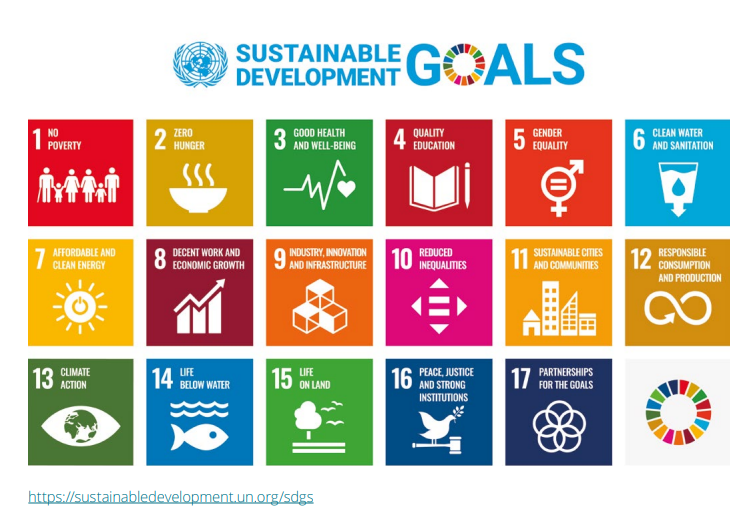 SUSTAINABLE
DEVELOPMENT
GOALS
1 NO
POVERTY
2 ZERO
HUNGER
3 GOOD HEALTH
AND WELL-BEING
4 QUALITY
EDUCATION
5 GENDER
EQUALITY
6 CLEAN WATER
AND SANITATION
7 AFFORDABLE AND
CLEAN ENERGY
8 DECENT WORK AND
ECONOMIC GROWTH
9 INDUSTRY, INNOVATION
AND INFRASTRUCTURE
10 REDUCED
INEQUALITIES
11 SUSTAINABLE CITIES
AND COMMUNITIES
12 RESPONSIBLE
CONSUMPTION
AND PRODUCTION
13 CLIMATE
ACTION
14 LIFE
BELOW WATER
15 LIFE
ON LAND
16 PEACE, JUSTICE
AND STRONG
INSTITUTIONS
17 PARTNERSHIPS
FOR THE GOALS
https://sustainabledevelopment.un.org/sdgs